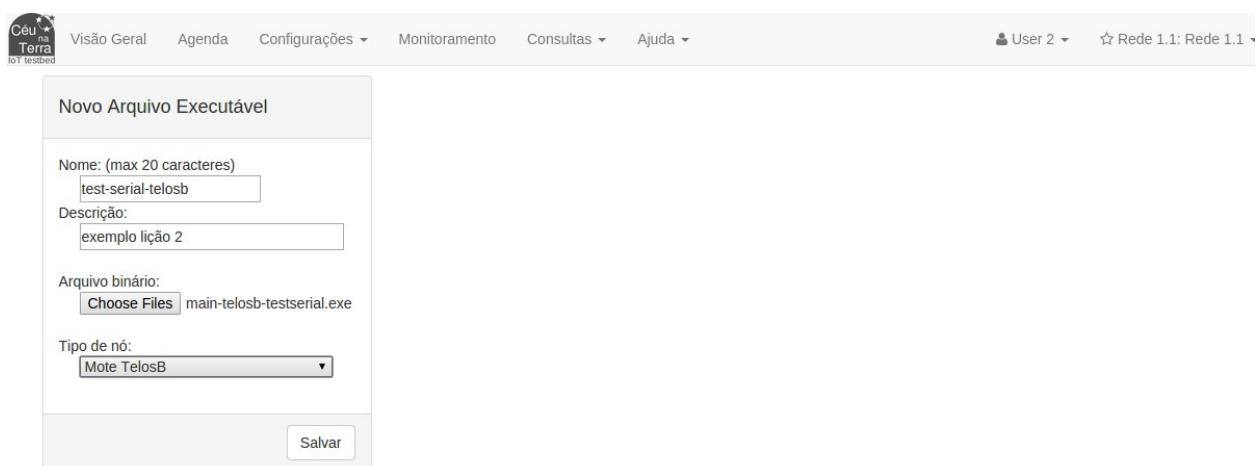 Céu
na
Terra
IoT testbed
Visão Geral Agenda Configurações Monitoramento Consultas Ajuda User 2 Rede 1.1: Rede 1.1
Novo Arquivo Executável
Nome: (max 20 caracteres)
test-serial-telosb
Descrição:
exemplo lição 2
Arquivo binário:
Choose Files main-telosb-testserial.exe
Tipo de nó:
Mote TelosB
Salvar